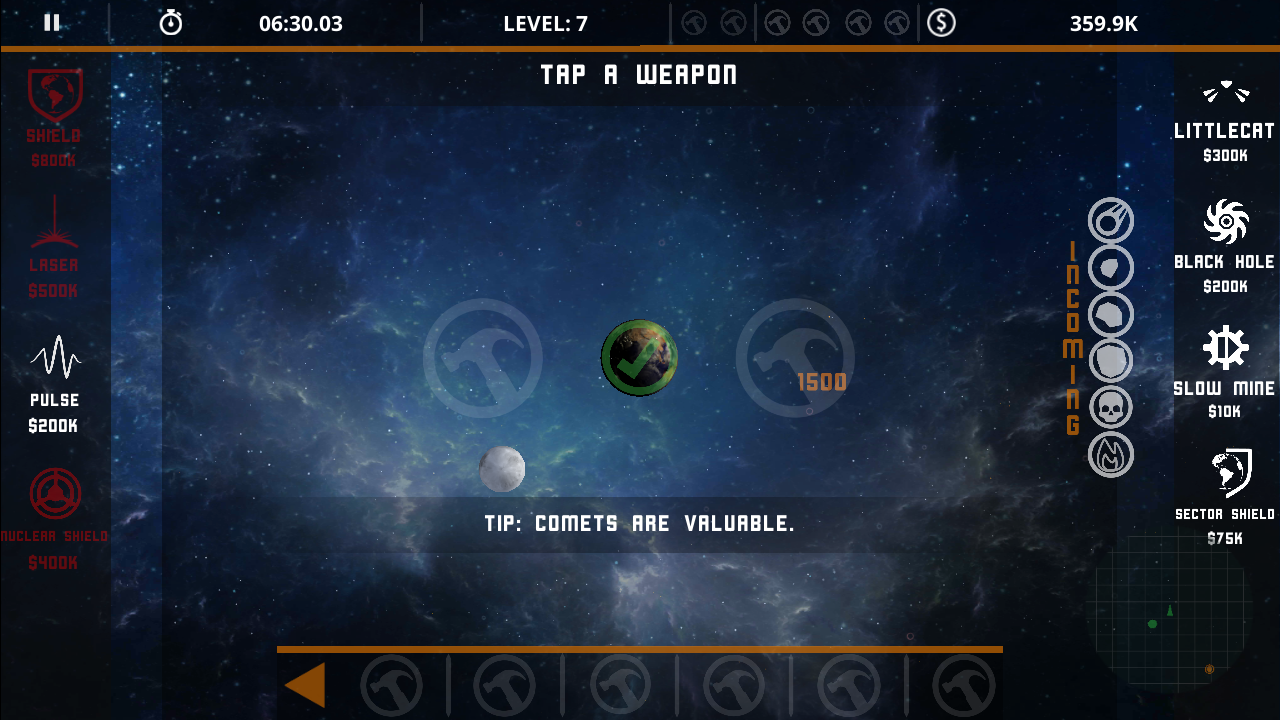 06:30.03
LEVEL: 7
359.9K
TAP A WEAPON
SHIELD
$800K
LASER
$500K
PULSE
$200K
NUCLEAR SHIELD
$400K
1500
TIP: COMETS ARE VALUABLE.
INCOMING
LITTLECAT
$300K
BLACK HOLE
$200K
SLOW MINE
$10K
SECTOR SHIELD
$75K